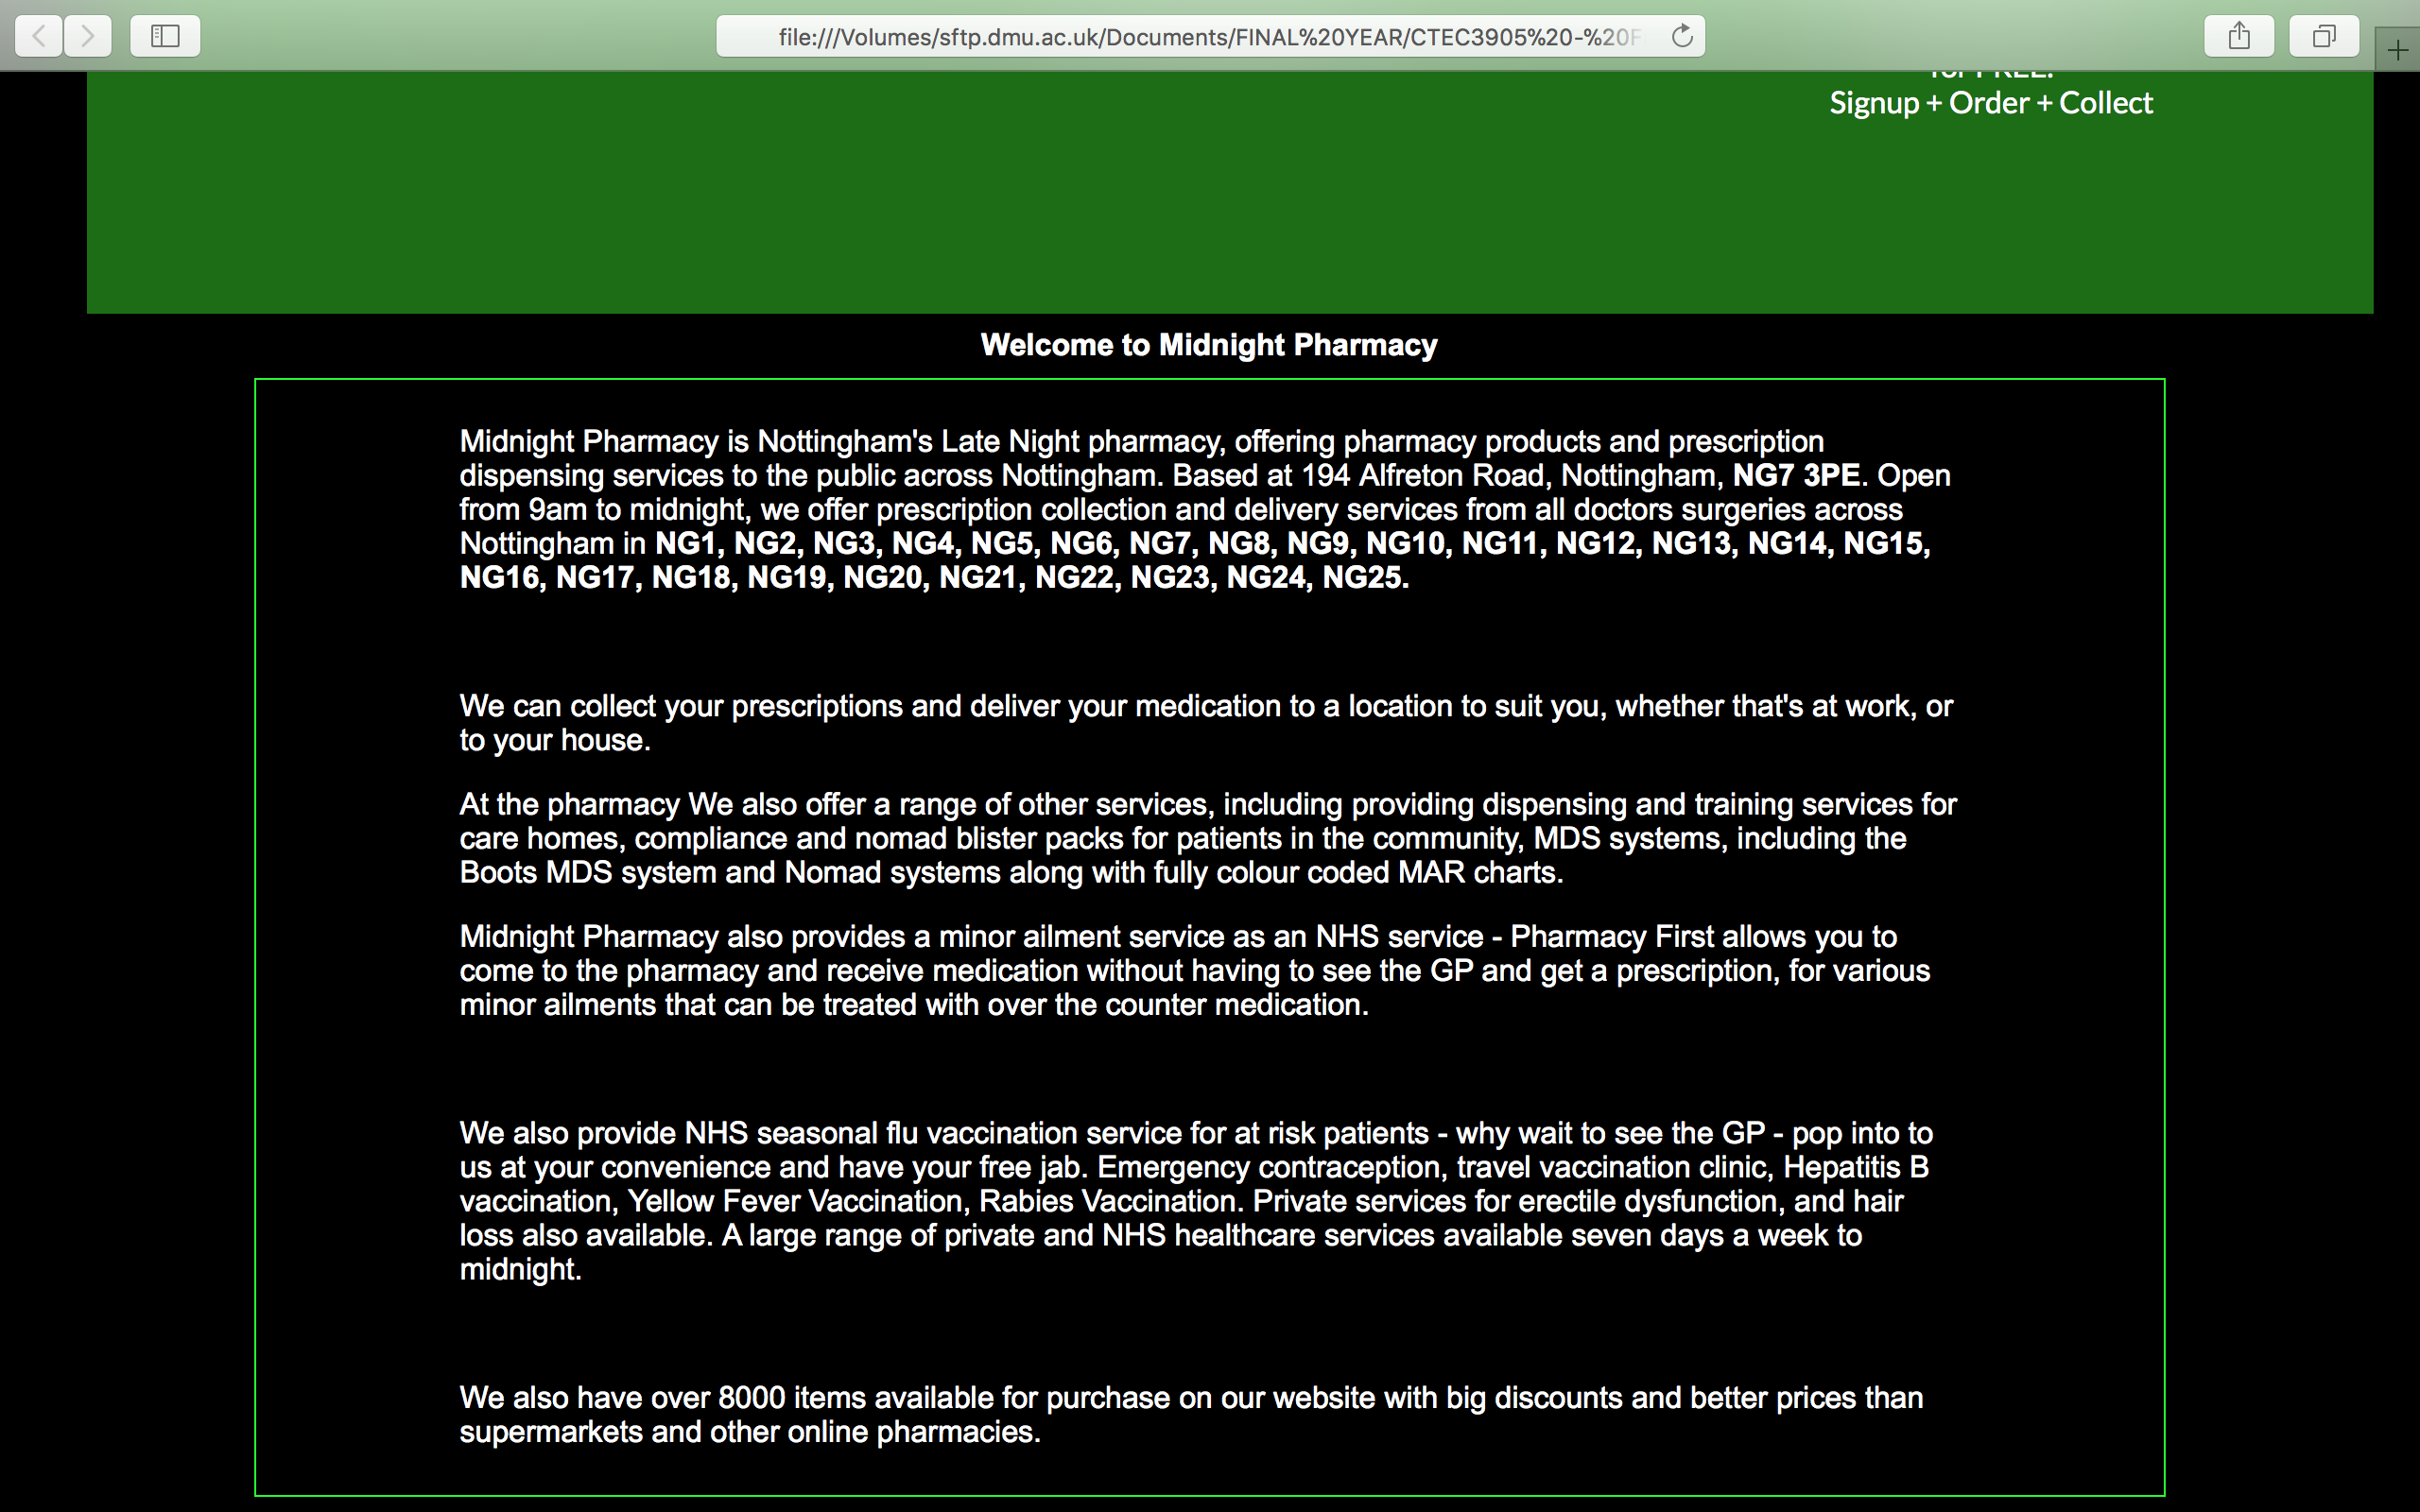 file:///Volumes/sftp.dmu.ac.uk/Documents/FINAL%20YEAR/CTEC3905%20-%20F
for FREE.
Signup + Order + Collect
Welcome to Midnight Pharmacy
Midnight Pharmacy is Nottingham's Late Night pharmacy, offering pharmacy products and prescription
dispensing services to the public across Nottingham. Based at 194 Alfreton Road, Nottingham, NG7 3PE. Open
from 9am to midnight, we offer prescription collection and delivery services from all doctors surgeries across
Nottingham in NG1, NG2, NG3, NG4, NG5, NG6, NG7, NG8, NG9, NG10, NG11, NG12, NG13, NG14, NG15,
NG16, NG17, NG18, NG19, NG20, NG21, NG22, NG23, NG24, NG25.
We can collect your prescriptions and deliver your medication to a location to suit you, whether that's at work, or
to your house.
At the pharmacy We also offer a range of other services, including providing dispensing and training services for
care homes, compliance and nomad blister packs for patients in the community, MDS systems, including the
Boots MDS system and Nomad systems along with fully colour coded MAR charts.
Midnight Pharmacy also provides a minor ailment service as an NHS service - Pharmacy First allows you to
come to the pharmacy and receive medication without having to see the GP and get a prescription, for various
minor ailments that can be treated with over the counter medication.
We also provide NHS seasonal flu vaccination service for at risk patients - why wait to see the GP - pop into to
us at your convenience and have your free jab. Emergency contraception, travel vaccination clinic, Hepatitis B
vaccination, Yellow Fever Vaccination, Rabies Vaccination. Private services for erectile dysfunction, and hair
loss also available. A large range of private and NHS healthcare services available seven days a week to
midnight.
We also have over 8000 items available for purchase on our website with big discounts and better prices than
supermarkets and other online pharmacies.